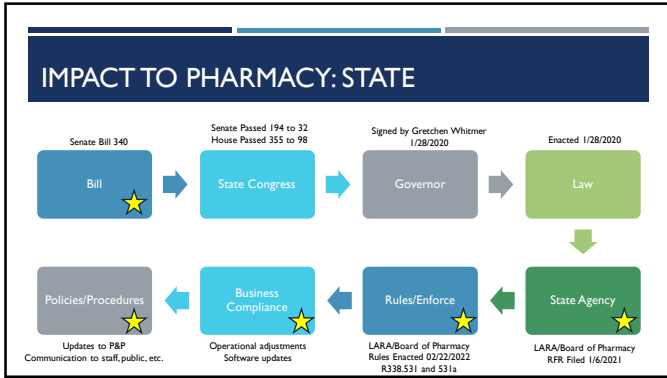 IMPACT TO PHARMACY: STATE
Senate Bill 340
Bill
Senate Passed 194 to 32
House Passed 355 to 98
State Congress
Signed by Gretchen Whitmer
1/28/2020
Governor
Enacted 1/28/2020
Law
State Agency
LARA/Board of Pharmacy
RFR Filed 1/6/2021
Rules/Enforce
LARA/Board of Pharmacy
Rules Enacted 02/22/2022
R338.531 and 531a
Business
Compliance
Operational adjustments
Software updates
Policies/Procedures
Updates to P&P
Communication to staff, public, etc.